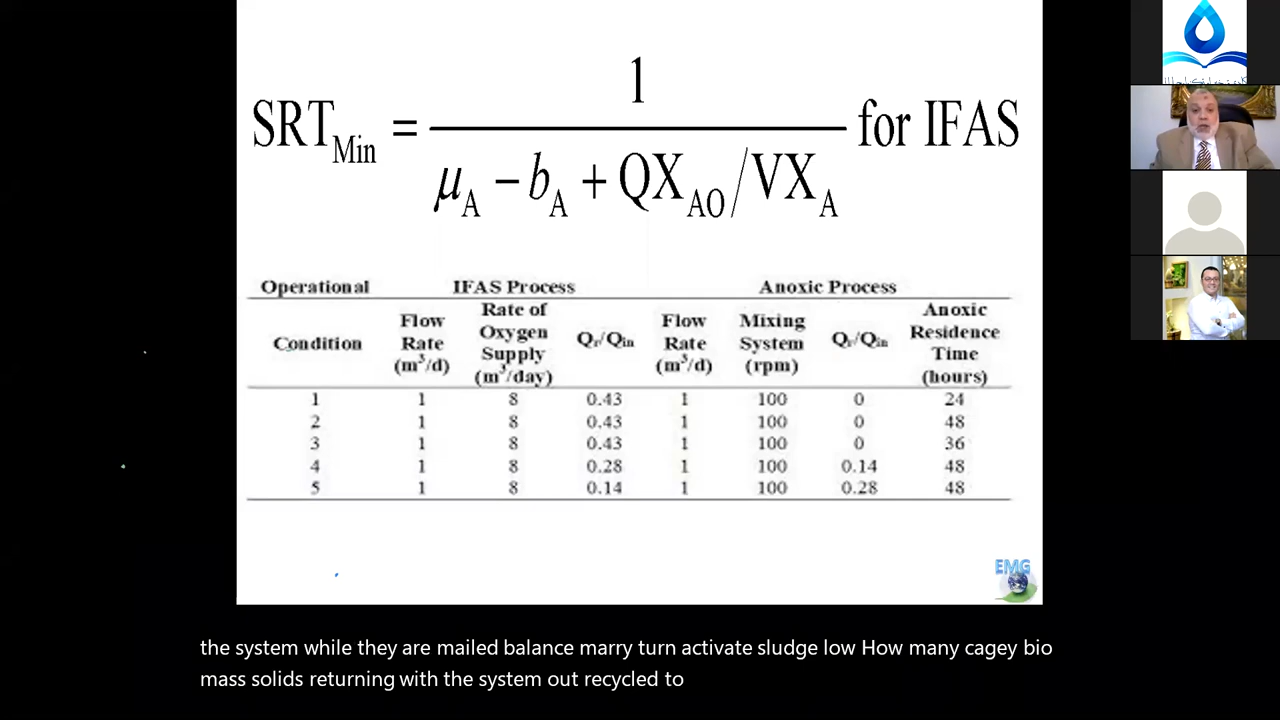 SRT_Min = 1 / (μ_A − b_A + QX_AO/VX_A) for IFAS
Operational IFAS Process Anoxic Process
Condition Flow Rate (m³/d) Rate of Oxygen Supply (m³/day) Qr/Qin Flow Rate (m³/d) Mixing System (rpm) Qr/Qin Anoxic Residence Time (hours)
1 1 8 0.43 1 100 0 24
2 1 8 0.43 1 100 0 48
3 1 8 0.43 1 100 0 36
4 1 8 0.28 1 100 0.14 48
5 1 8 0.14 1 100 0.28 48
EMG
the system while they are mailed balance marry turn activate sludge low How many cagey bio
mass solids returning with the system out recycled to